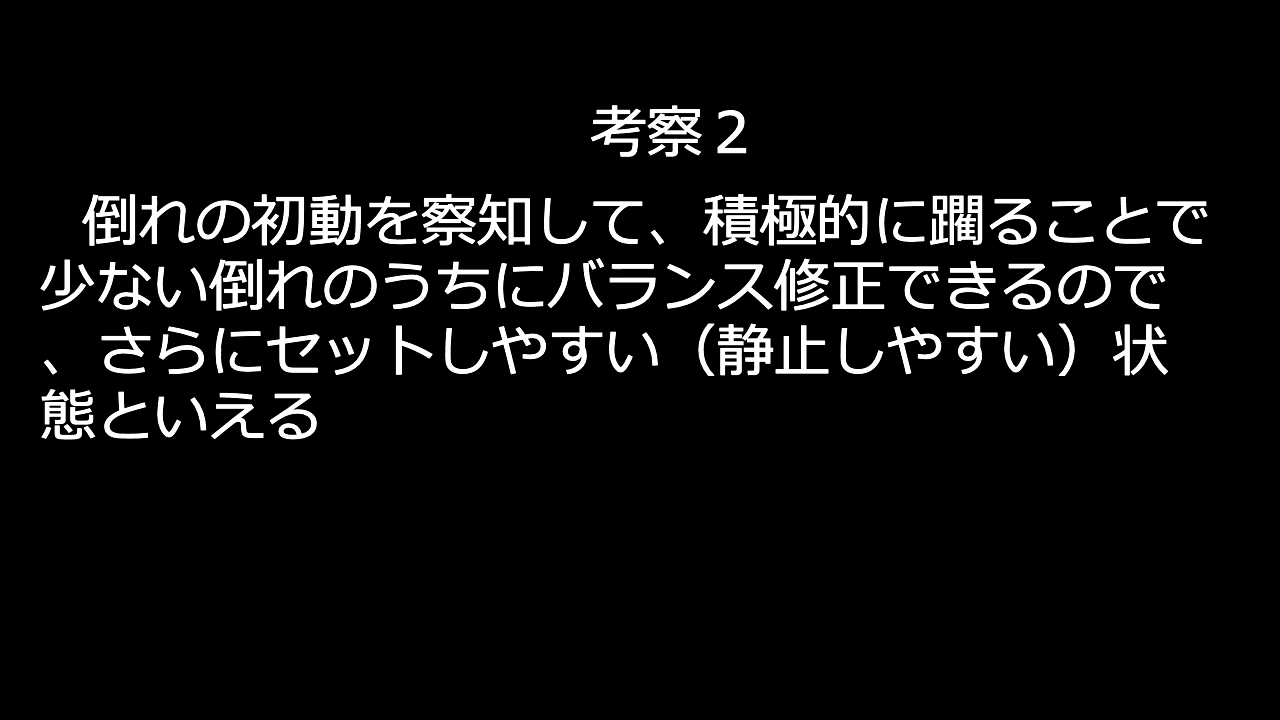 考察２
倒れの初動を察知して、積極的に躙ることで
少ない倒れのうちにバランス修正できるので
、さらにセットしやすい（静止しやすい）状
態といえる